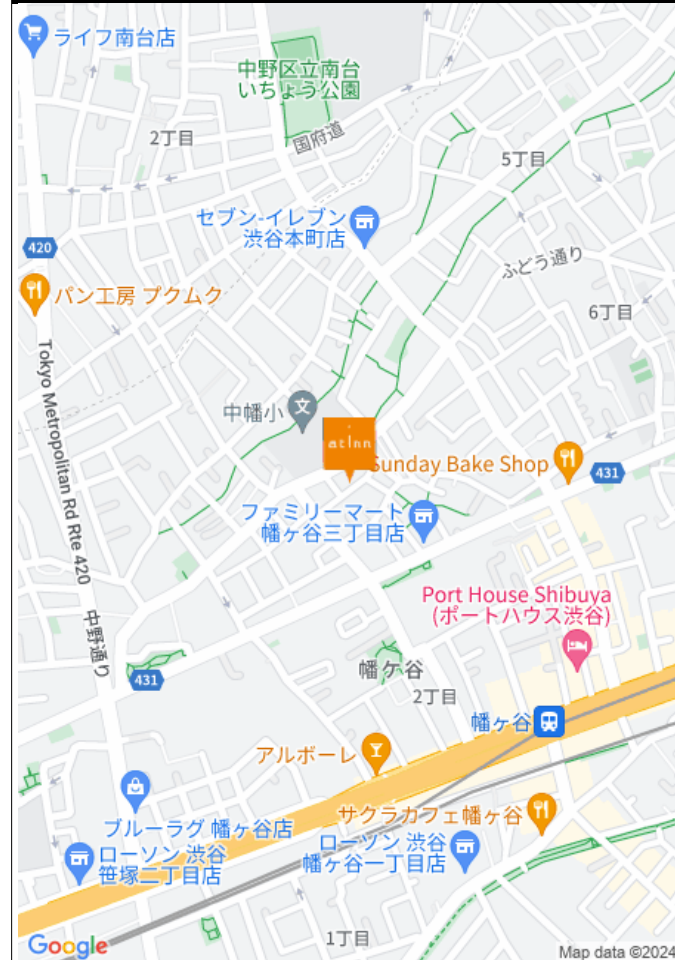 ライフ南台店
中野区立南台
いちょう公園
2丁目
国府道
5丁目
セブン-イレブン
渋谷本町店
420
ふどう通り
パン工房 プクムク
6丁目
Tokyo Metropolitan Rd Rte 420
中幡小
文
at inn
Sunday Bake Shop
431
ファミリーマート
幡ヶ谷三丁目店
Port House Shibuya
(ポートハウス渋谷)
中野通り
幡ケ谷
431
2丁目
幡ヶ谷
アルボーレ
ブルーラグ 幡ヶ谷店
サクラカフェ幡ヶ谷
ローソン 渋谷
笹塚二丁目店
ローソン 渋谷
幡ヶ谷一丁目店
1丁目
Google
Map data ©2024